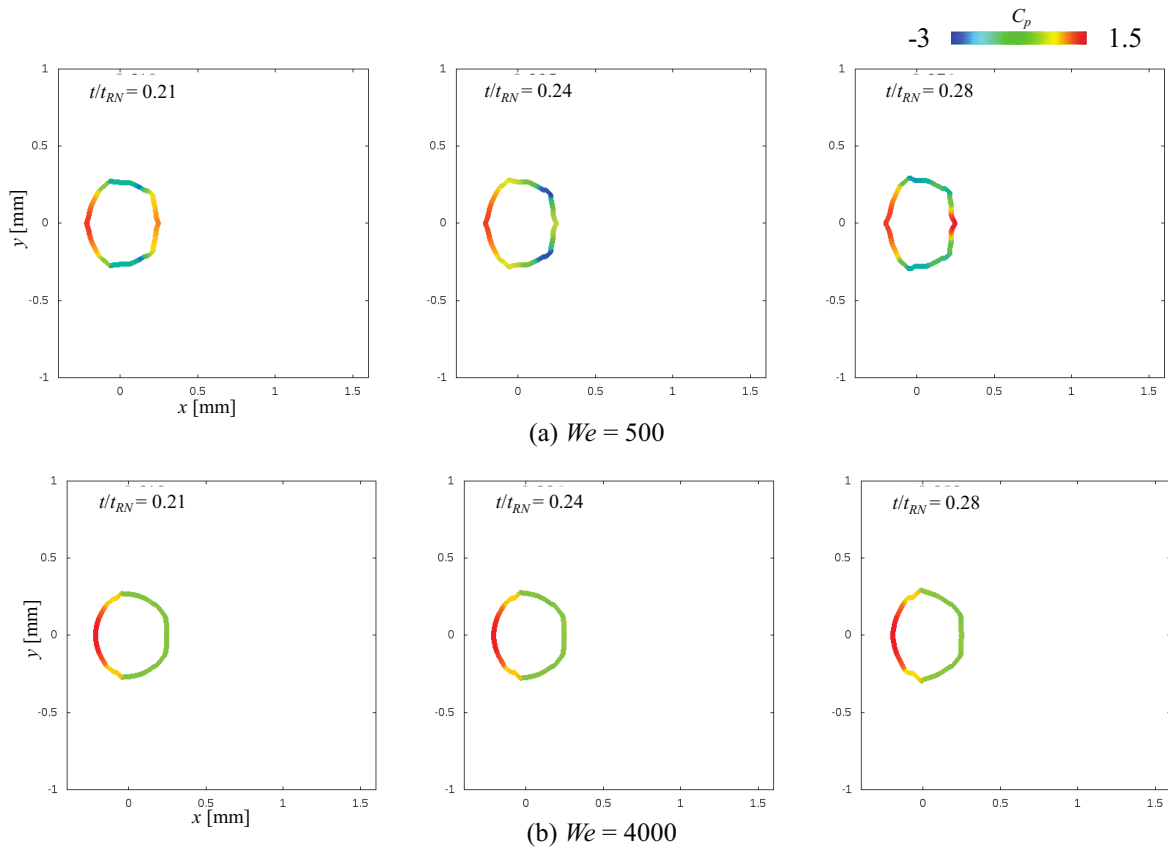 C_p
-3 1.5
t/t_RN = 0.21
t/t_RN = 0.24
t/t_RN = 0.28
1
0.5
0
-0.5
-1
y [mm]
0 0.5 1 1.5
x [mm]
1
0.5
0
-0.5
-1
0 0.5 1 1.5
1
0.5
0
-0.5
-1
0 0.5 1 1.5
(a) We = 500
t/t_RN = 0.21
t/t_RN = 0.24
t/t_RN = 0.28
1
0.5
0
-0.5
-1
y [mm]
0 0.5 1 1.5
x [mm]
1
0.5
0
-0.5
-1
0 0.5 1 1.5
1
0.5
0
-0.5
-1
0 0.5 1 1.5
(b) We = 4000